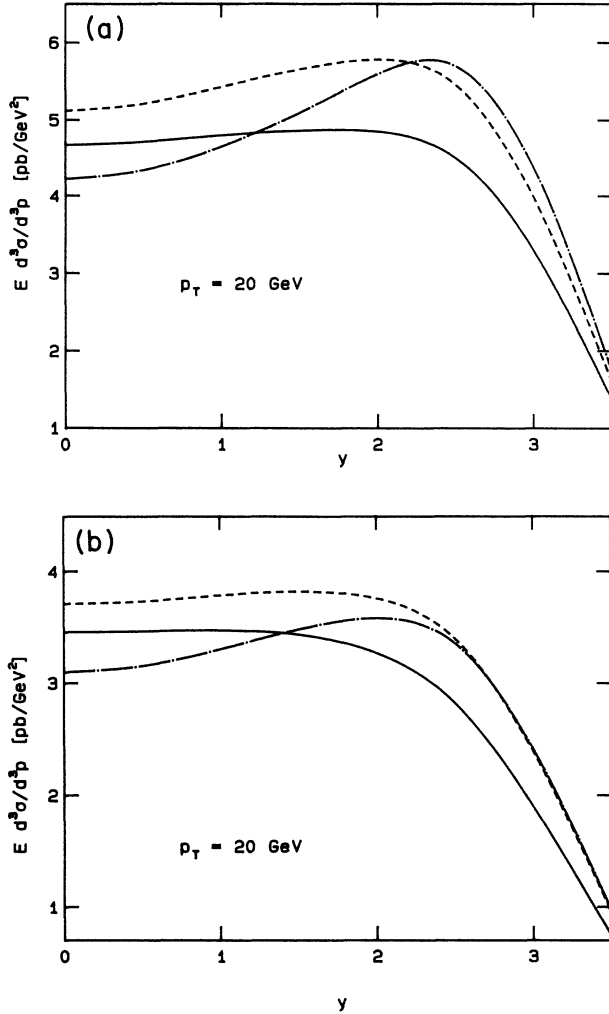 (a)
E d³σ/d³p [pb/GeV²]
6
5
4
3
2
1
p_T = 20 GeV
0 1 2 3
y
(b)
E d³σ/d³p [pb/GeV²]
4
3
2
1
p_T = 20 GeV
0 1 2 3
y